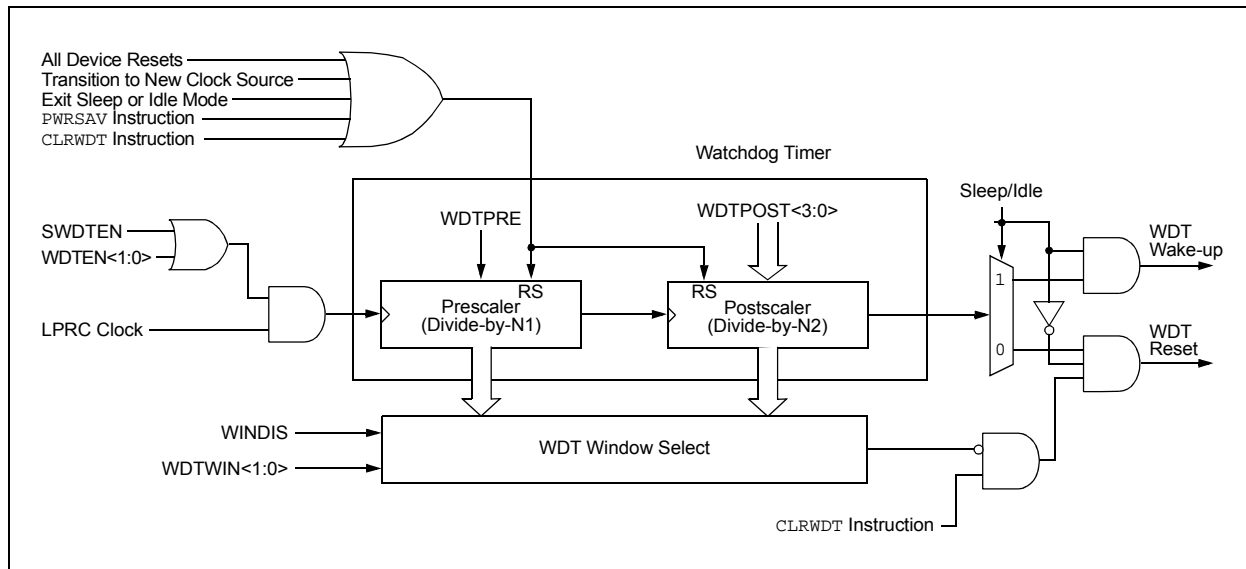 All Device Resets
Transition to New Clock Source
Exit Sleep or Idle Mode
PWRSAV Instruction
CLRWDT Instruction
Watchdog Timer
Sleep/Idle
WDTPRE
WDTPOST<3:0>
SWDTEN
WDTEN<1:0>
WDT
Wake-up
RS
RS
1
Prescaler
(Divide-by-N1)
Postscaler
(Divide-by-N2)
LPRC Clock
0
WDT
Reset
WINDIS
WDT Window Select
WDTWIN<1:0>
CLRWDT Instruction